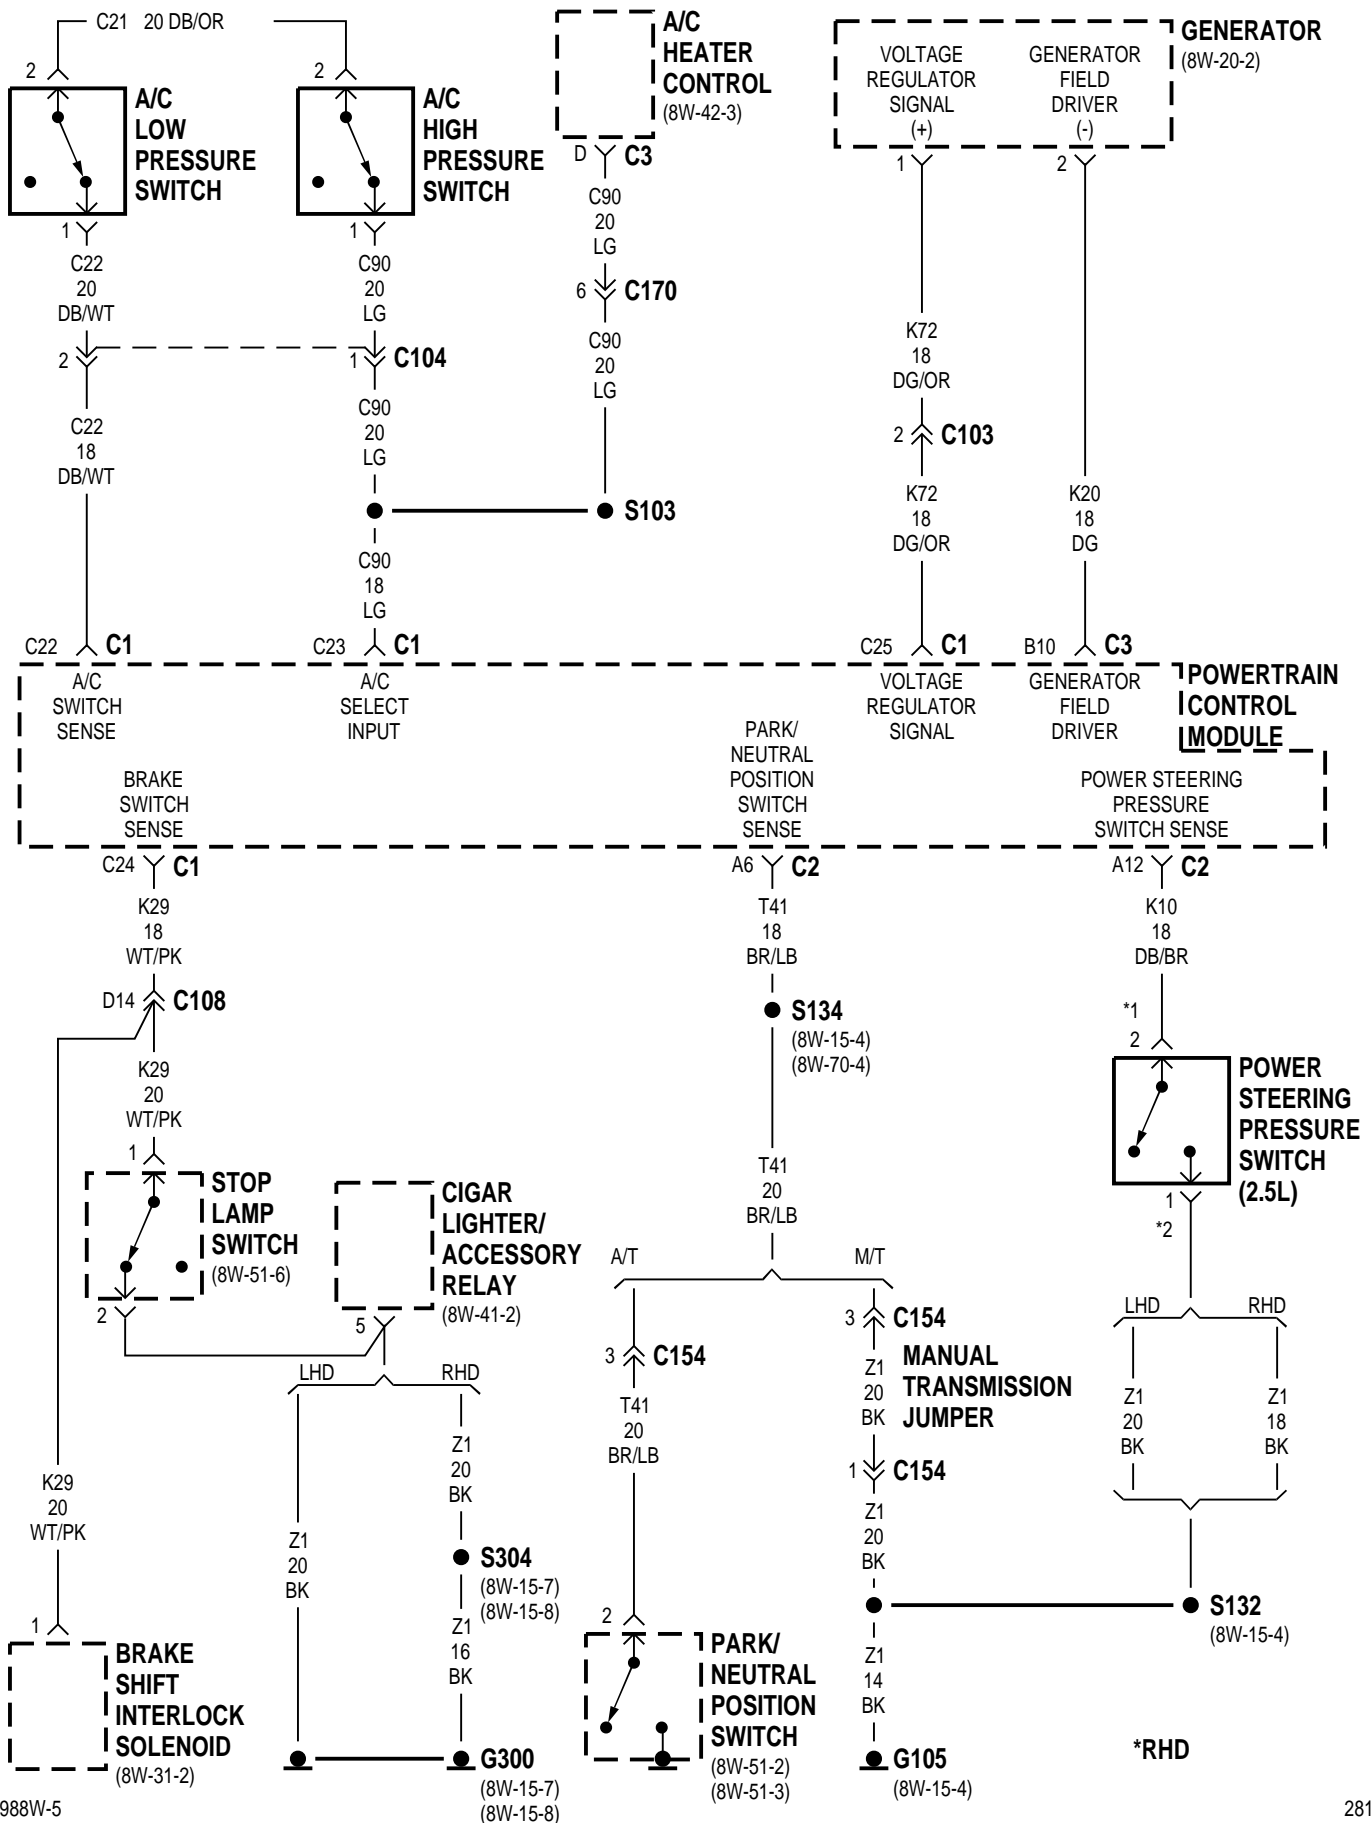 C21 20 DB/OR
2
A/C
LOW
PRESSURE
SWITCH
1
C22
20
DB/WT
2
C22
18
DB/WT
C22 C1
2
A/C
HIGH
PRESSURE
SWITCH
1
C90
20
LG
1 C104
C90
20
LG
C90
18
LG
C23 C1
A/C
HEATER
CONTROL
(8W-42-3)
D C3
C90
20
LG
6 C170
C90
20
LG
S103
GENERATOR
(8W-20-2)
VOLTAGE
REGULATOR
SIGNAL
(+)
GENERATOR
FIELD
DRIVER
(-)
1
K72
18
DG/OR
2 C103
K72
18
DG/OR
C25 C1
2
K20
18
DG
B10 C3
POWERTRAIN
CONTROL
MODULE
A/C
SWITCH
SENSE
A/C
SELECT
INPUT
VOLTAGE
REGULATOR
SIGNAL
GENERATOR
FIELD
DRIVER
BRAKE
SWITCH
SENSE
PARK/
NEUTRAL
POSITION
SWITCH
SENSE
POWER STEERING
PRESSURE
SWITCH SENSE
C24 C1
K29
18
WT/PK
D14 C108
K29
20
WT/PK
1
STOP
LAMP
SWITCH
(8W-51-6)
2
K29
20
WT/PK
1
BRAKE
SHIFT
INTERLOCK
SOLENOID
(8W-31-2)
CIGAR
LIGHTER/
ACCESSORY
RELAY
(8W-41-2)
5
LHD
RHD
Z1
20
BK
Z1
20
BK
S304
(8W-15-7)
(8W-15-8)
Z1
16
BK
G300
(8W-15-7)
(8W-15-8)
A6 C2
T41
18
BR/LB
S134
(8W-15-4)
(8W-70-4)
T41
20
BR/LB
A/T
M/T
3 C154
T41
20
BR/LB
2
PARK/
NEUTRAL
POSITION
SWITCH
(8W-51-2)
(8W-51-3)
3 C154
Z1
20
BK
MANUAL
TRANSMISSION
JUMPER
1 C154
Z1
20
BK
Z1
14
BK
G105
(8W-15-4)
A12 C2
K10
18
DB/BR
*1
2
POWER
STEERING
PRESSURE
SWITCH
(2.5L)
1
*2
LHD
RHD
Z1
20
BK
Z1
18
BK
S132
(8W-15-4)
*RHD
988W-5
281